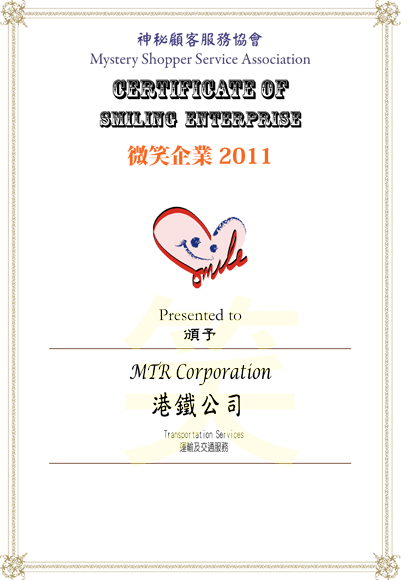 神秘顧客服務協會
Mystery Shopper Service Association
CERTIFICATE OF
SMILING ENTERPRISE
微笑企業 2011
Smile
Presented to
頒予
笑
MTR Corporation
港鐵公司
Transportation Services
運輸及交通服務